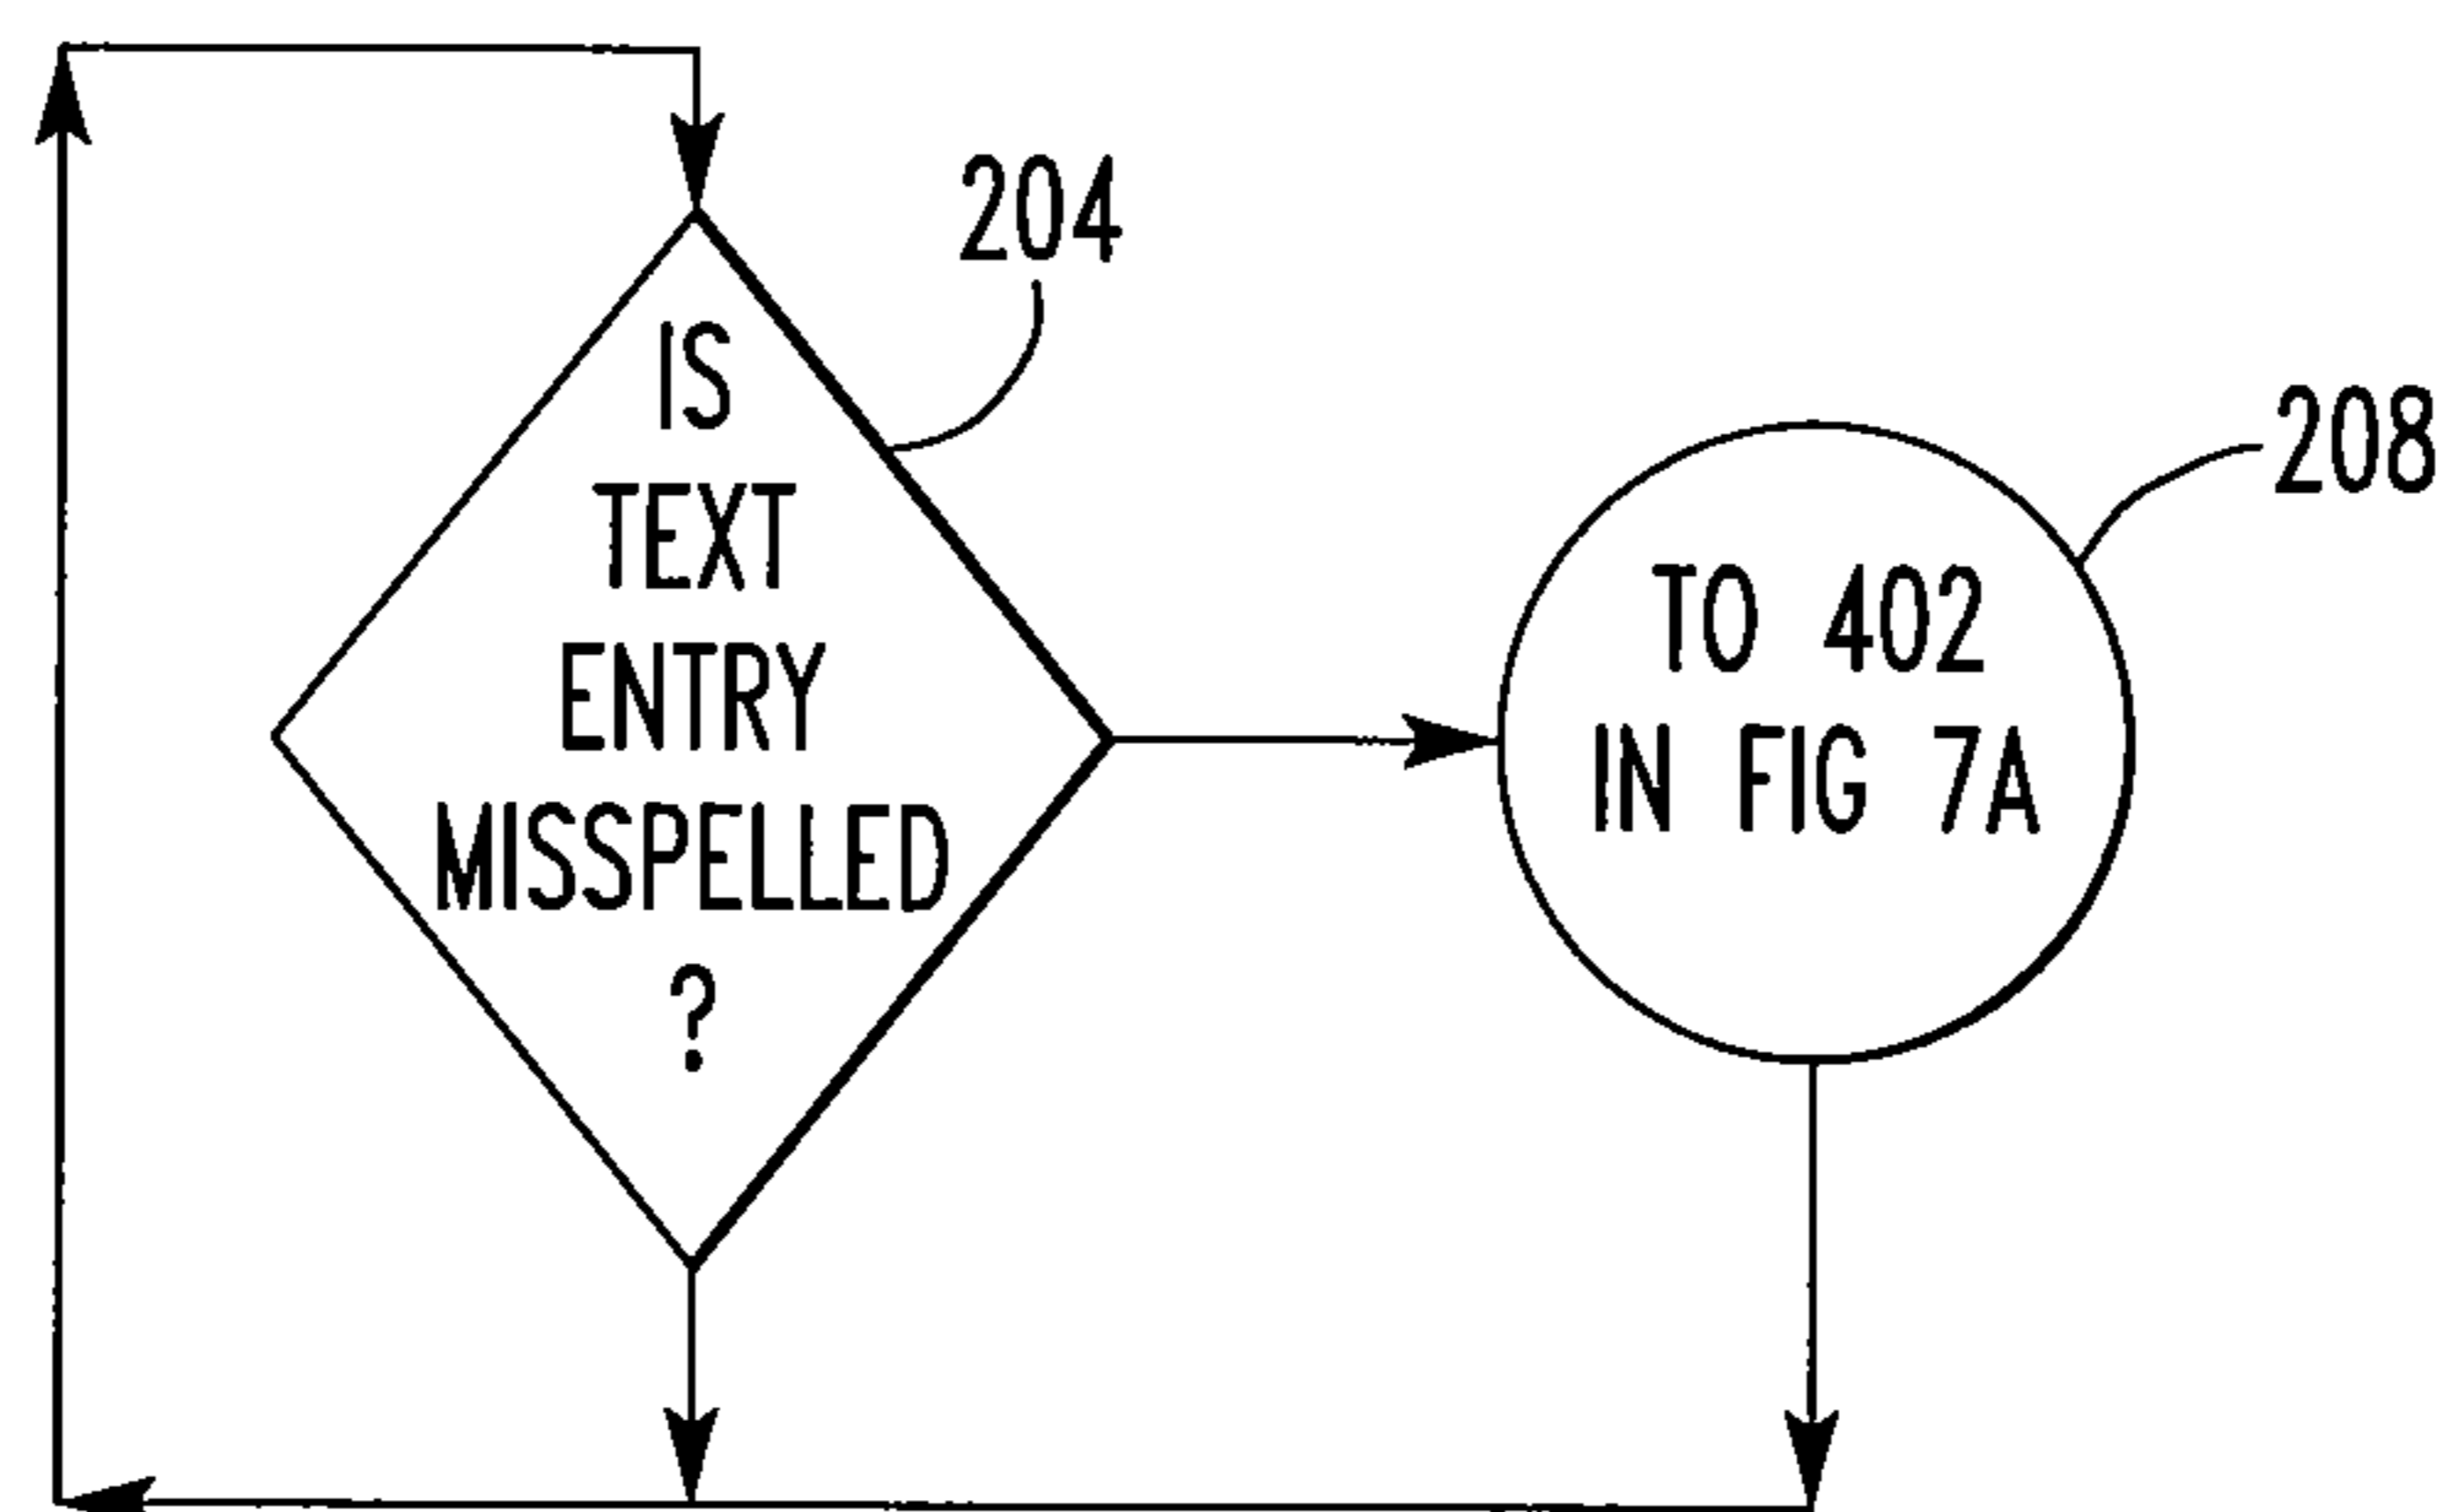 204
IS
TEXT
ENTRY
MISSPELLED
?
208
TO 402
IN FIG 7A